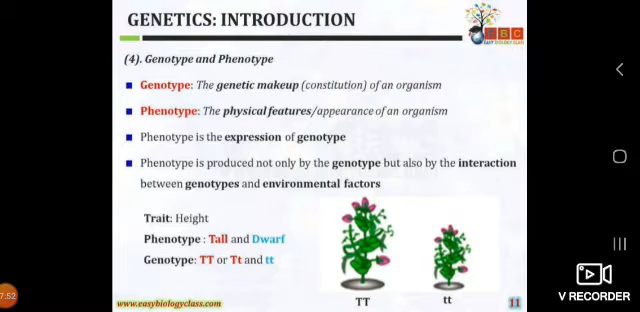 GENETICS: INTRODUCTION
EBC
EASY BIOLOGY CLASS
(4). Genotype and Phenotype
Genotype: The genetic makeup (constitution) of an organism
Phenotype: The physical features/appearance of an organism
Phenotype is the expression of genotype
Phenotype is produced not only by the genotype but also by the interaction
between genotypes and environmental factors
Trait: Height
Phenotype : Tall and Dwarf
Genotype: TT or Tt and tt
TT
tt
7:52
www.easybiologyclass.com
11
V RECORDER